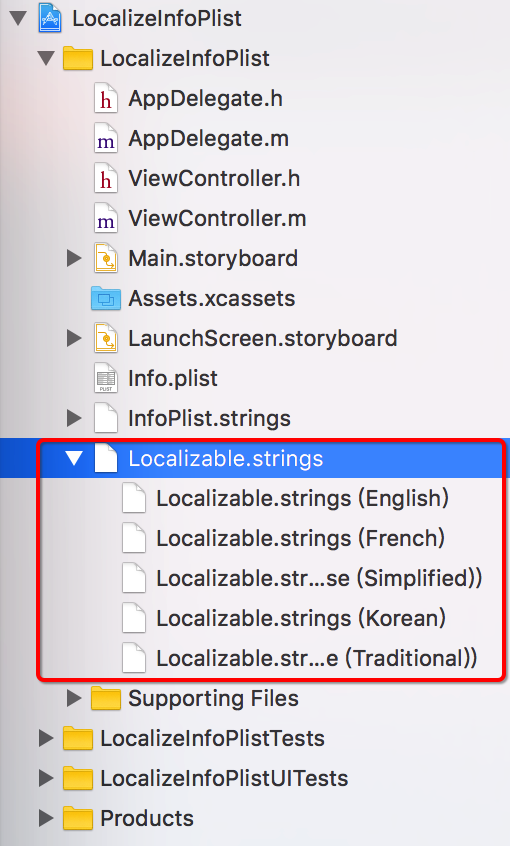 LocalizeInfoPlist
LocalizeInfoPlist
h AppDelegate.h
m AppDelegate.m
h ViewController.h
m ViewController.m
Main.storyboard
Assets.xcassets
LaunchScreen.storyboard
PLIST Info.plist
InfoPlist.strings
Localizable.strings
Localizable.strings (English)
Localizable.strings (French)
Localizable.str...se (Simplified))
Localizable.strings (Korean)
Localizable.str...e (Traditional))
Supporting Files
LocalizeInfoPlistTests
LocalizeInfoPlistUITests
Products